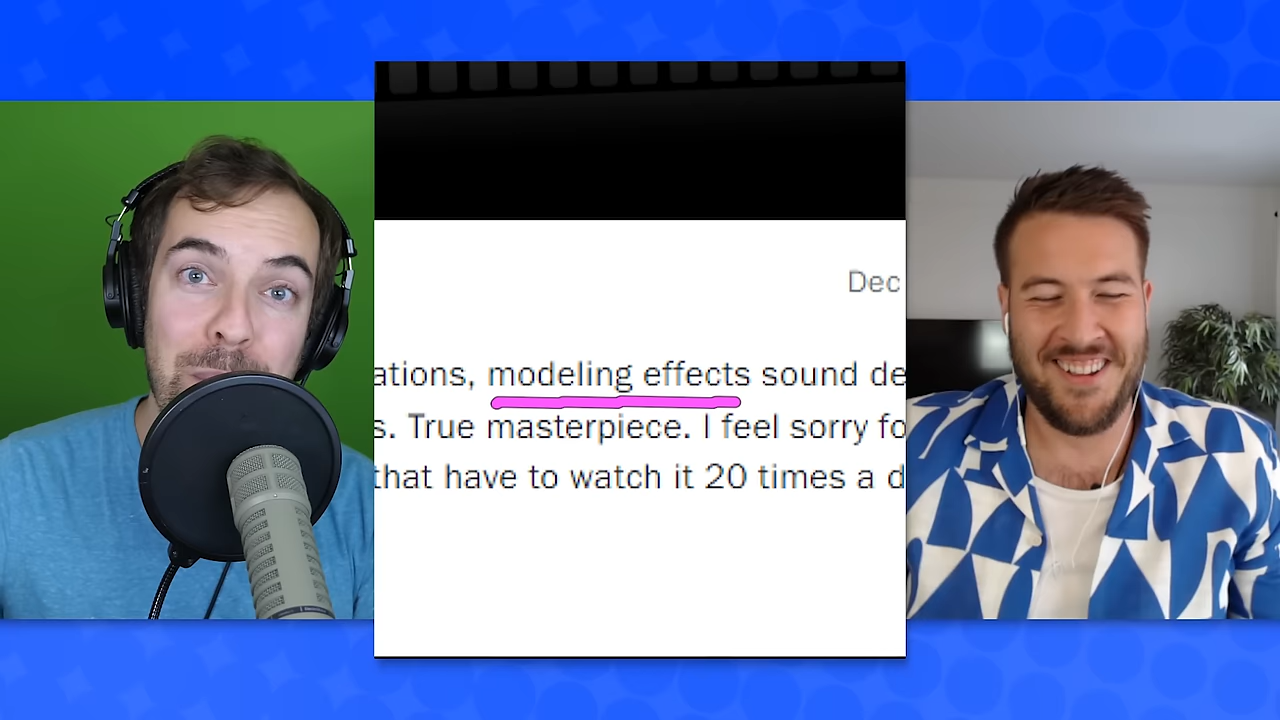 Dec
ations, modeling effects sound de
s. True masterpiece. I feel sorry fo
that have to watch it 20 times a d